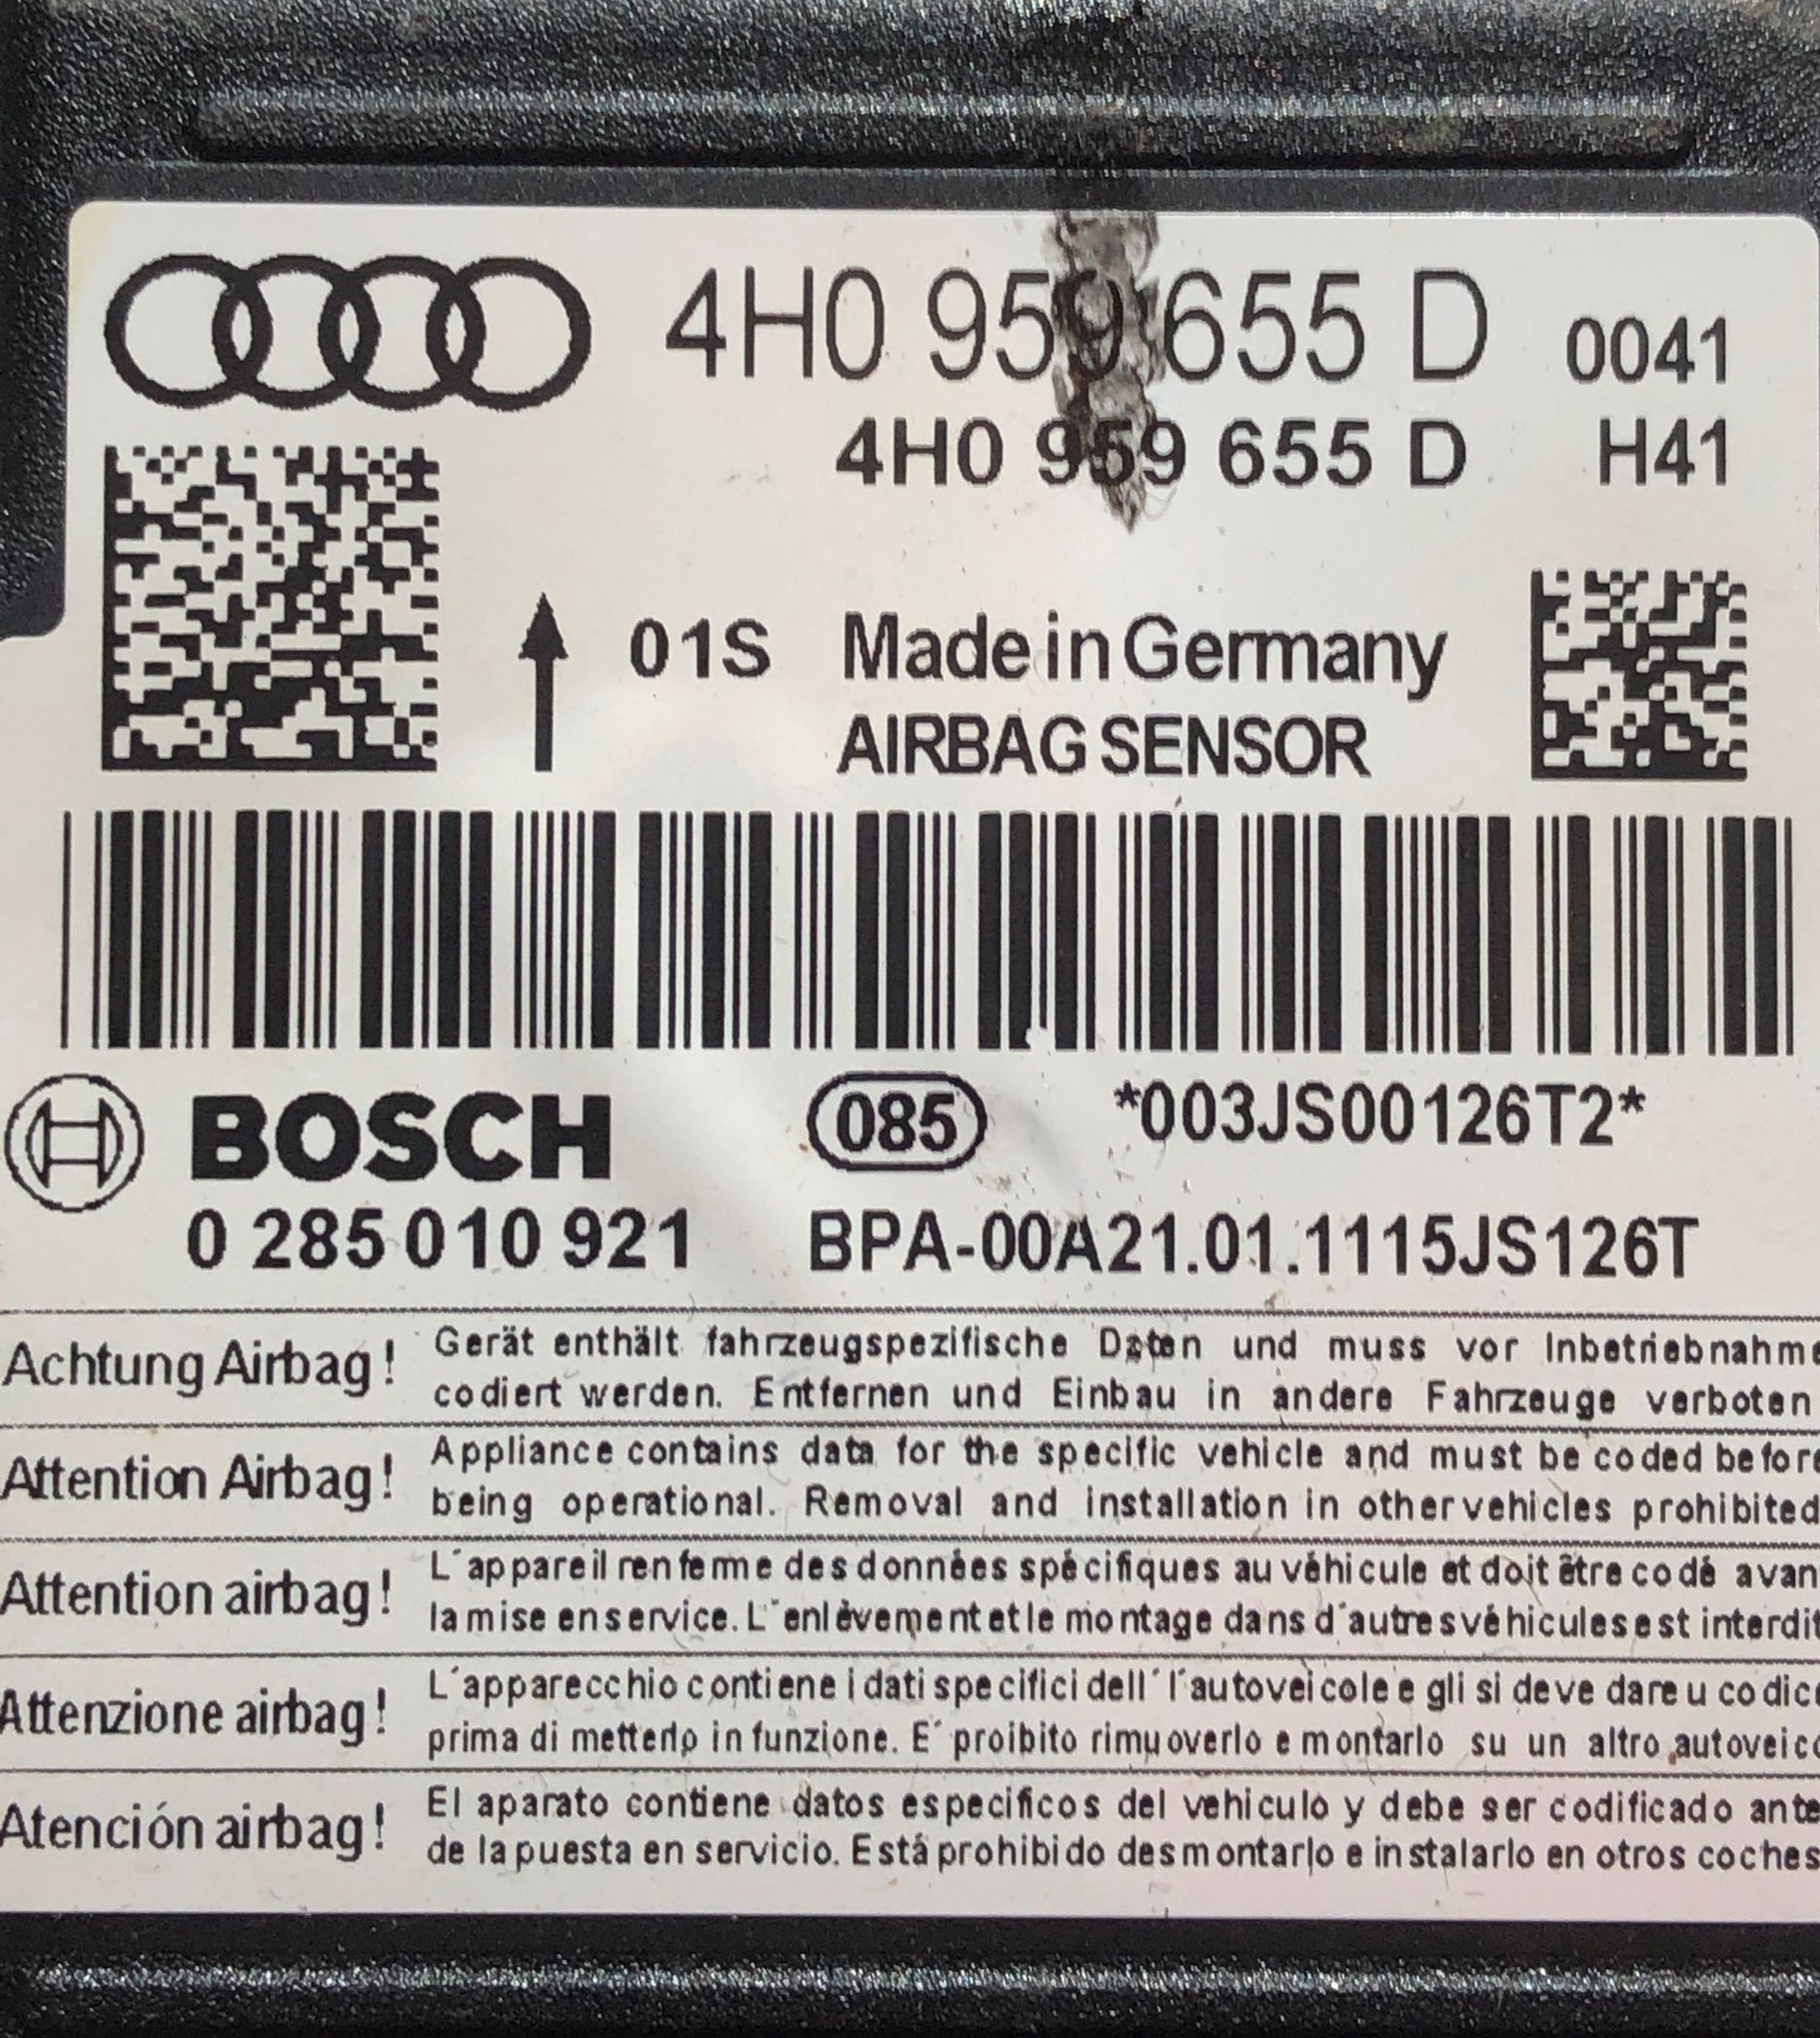 4H0 959 655 D 0041
4H0 959 655 D H41
01S Made in Germany
AIRBAG SENSOR
BOSCH 085 *003JS00126T2*
0 285 010 921 BPA-00A21.01.1115JS126T
Achtung Airbag! Gerät enthält fahrzeugspezifische Daten und muss vor Inbetriebnahme
codiert werden. Entfernen und Einbau in andere Fahrzeuge verboten
Attention Airbag! Appliance contains data for the specific vehicle and must be coded before
being operational. Removal and installation in other vehicles prohibited
Attention airbag! L´appareil renferme des données spécifiques au véhicule et doit être codé avan
la mise en service. L´enlèvement et le montage dans d´autres véhicules est interdit
Attenzione airbag! L´apparecchio contiene i dati specifici dell´l´autoveicolo e gli si deve dare u codice
prima di metterlo in funzione. E´ proibito rimuoverlo e montarlo su un altro autoveico
Atención airbag! El aparato contiene datos especificos del vehiculo y debe ser codificado ante
de la puesta en servicio. Está prohibido desmontarlo e instalarlo en otros coches